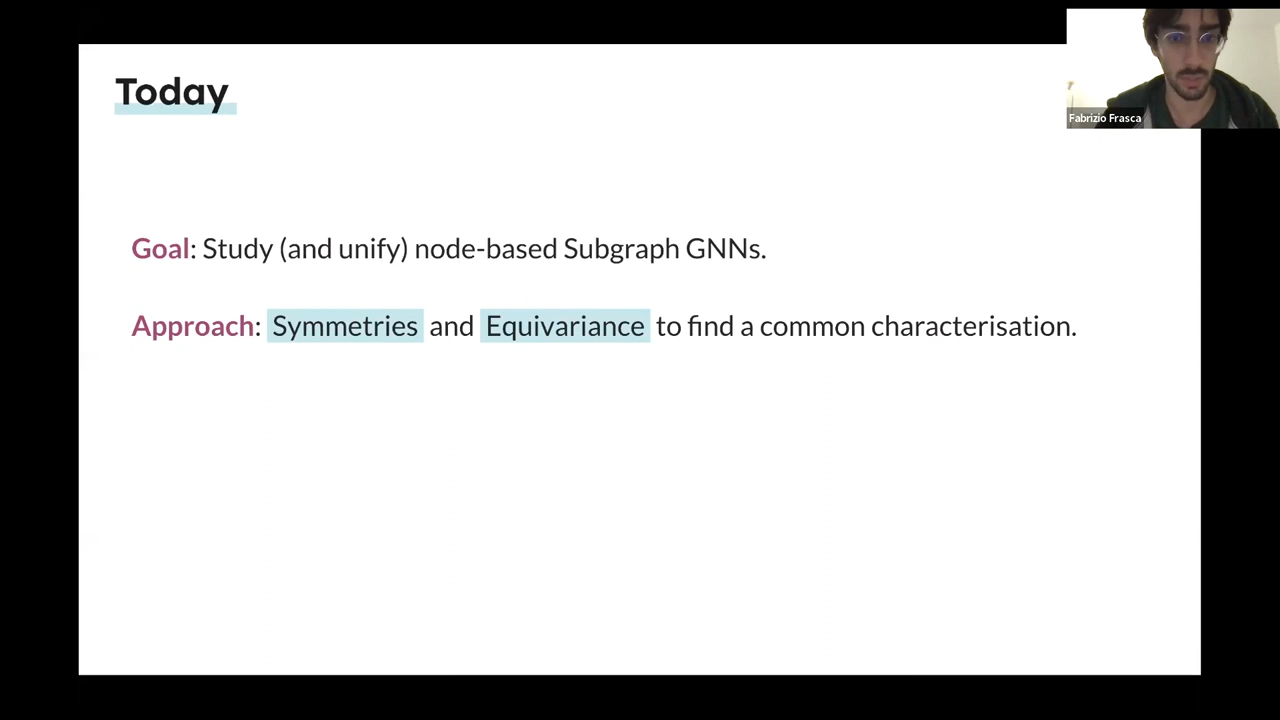 Today
Fabrizio Frasca
Goal: Study (and unify) node-based Subgraph GNNs.
Approach: Symmetries and Equivariance to find a common characterisation.